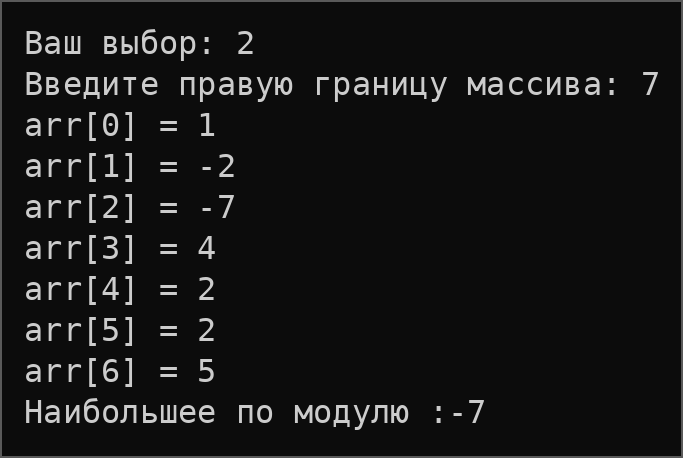 Ваш выбор: 2
Введите правую границу массива: 7
arr[0] = 1
arr[1] = -2
arr[2] = -7
arr[3] = 4
arr[4] = 2
arr[5] = 2
arr[6] = 5
Наибольшее по модулю :-7